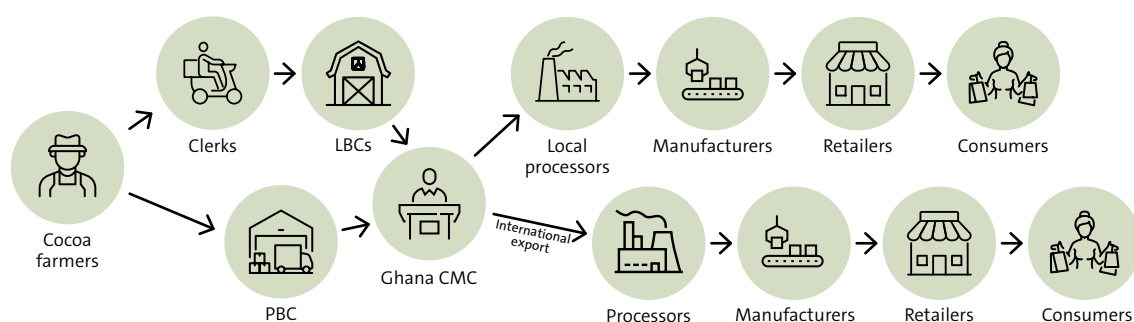 Clerks
LBCs
Local
processors
Manufacturers
Retailers
Consumers
Cocoa
farmers
PBC
Ghana CMC
International
export
Processors
Manufacturers
Retailers
Consumers